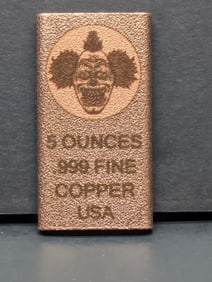 5 OUNCES
.999 FINE
COPPER
USA